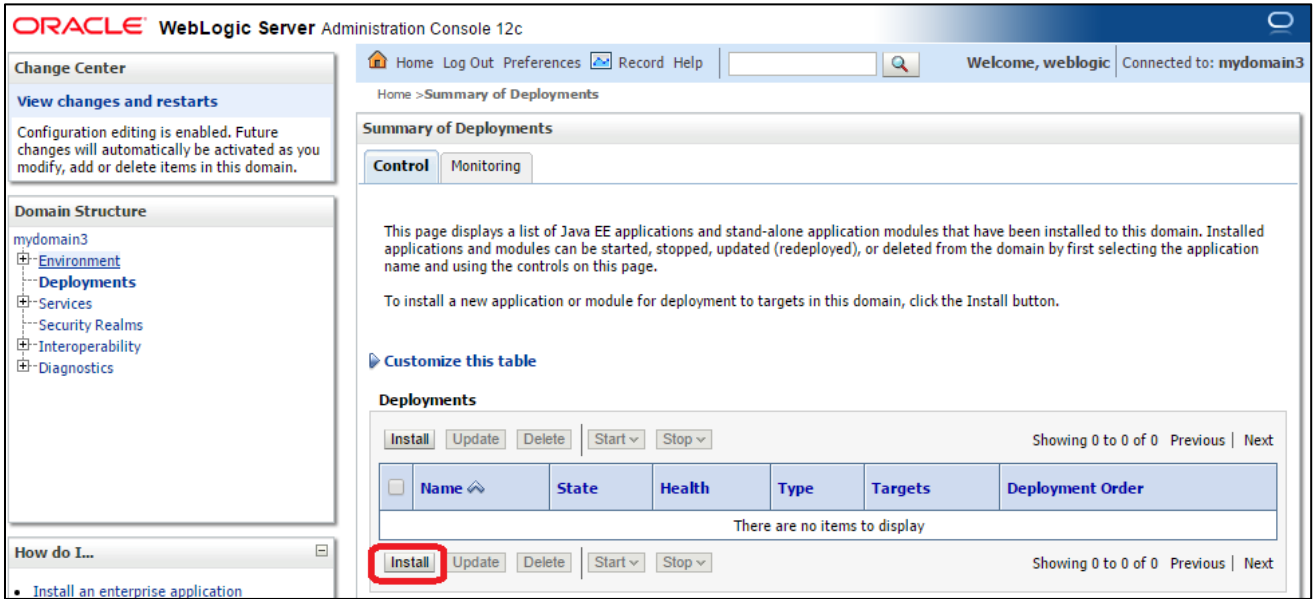 ORACLE WebLogic Server Administration Console 12c
Change Center
View changes and restarts
Configuration editing is enabled. Future
changes will automatically be activated as you
modify, add or delete items in this domain.
Domain Structure
mydomain3
Environment
Deployments
Services
Security Realms
Interoperability
Diagnostics
How do I...
Install an enterprise application
Home Log Out Preferences Record Help
Welcome, weblogic Connected to: mydomain3
Home >Summary of Deployments
Summary of Deployments
Control Monitoring
This page displays a list of Java EE applications and stand-alone application modules that have been installed to this domain. Installed
applications and modules can be started, stopped, updated (redeployed), or deleted from the domain by first selecting the application
name and using the controls on this page.
To install a new application or module for deployment to targets in this domain, click the Install button.
Customize this table
Deployments
Install Update Delete Start Stop Showing 0 to 0 of 0 Previous | Next
Name State Health Type Targets Deployment Order
There are no items to display
Install Update Delete Start Stop Showing 0 to 0 of 0 Previous | Next